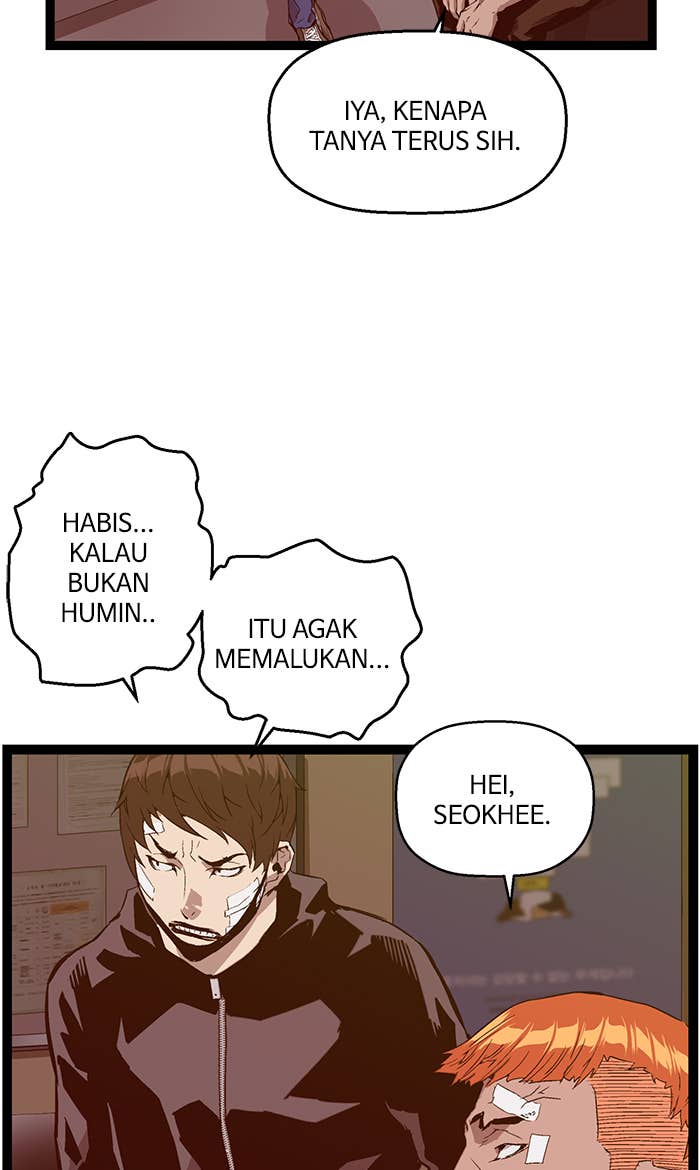 IYA, KENAPA
TANYA TERUS SIH.
HABIS...
KALAU
BUKAN
HUMIN..
ITU AGAK
MEMALUKAN...
HEI,
SEOKHEE.